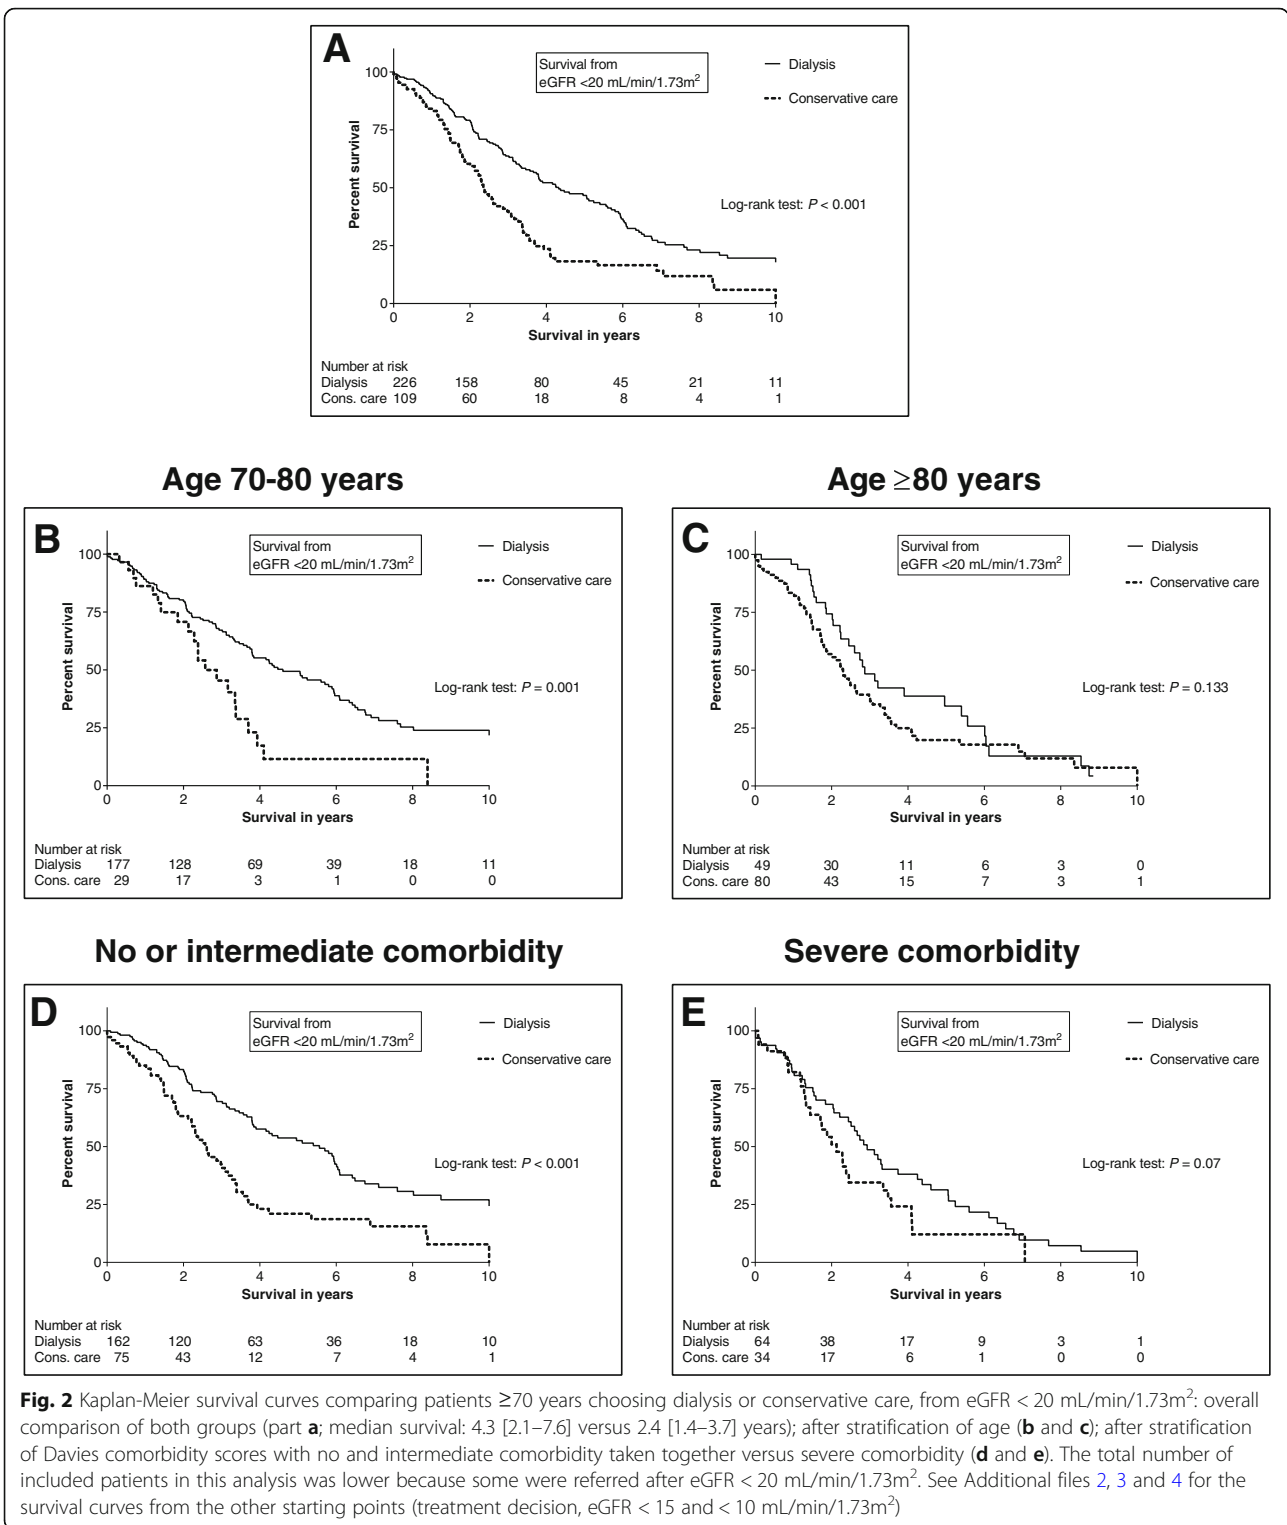 A
Survival from
eGFR <20 mL/min/1.73m²
Dialysis
Conservative care
100
75
50
25
0
Percent survival
Log-rank test: P < 0.001
0 2 4 6 8 10
Survival in years
Number at risk
Dialysis 226 158 80 45 21 11
Cons. care 109 60 18 8 4 1
Age 70-80 years
B
Survival from
eGFR <20 mL/min/1.73m²
Dialysis
Conservative care
100
75
50
25
0
Percent survival
Log-rank test: P = 0.001
0 2 4 6 8 10
Survival in years
Number at risk
Dialysis 177 128 69 39 18 11
Cons. care 29 17 3 1 0 0
Age ≥80 years
C
Survival from
eGFR <20 mL/min/1.73m²
Dialysis
Conservative care
100
75
50
25
0
Percent survival
Log-rank test: P = 0.133
0 2 4 6 8 10
Survival in years
Number at risk
Dialysis 49 30 11 6 3 0
Cons. care 80 43 15 7 3 1
No or intermediate comorbidity
D
Survival from
eGFR <20 mL/min/1.73m²
Dialysis
Conservative care
100
75
50
25
0
Percent survival
Log-rank test: P < 0.001
0 2 4 6 8 10
Survival in years
Number at risk
Dialysis 162 120 63 36 18 10
Cons. care 75 43 12 7 4 1
Severe comorbidity
E
Survival from
eGFR <20 mL/min/1.73m²
Dialysis
Conservative care
100
75
50
25
0
Percent survival
Log-rank test: P = 0.07
0 2 4 6 8 10
Survival in years
Number at risk
Dialysis 64 38 17 9 3 1
Cons. care 34 17 6 1 0 0
Fig. 2 Kaplan-Meier survival curves comparing patients ≥70 years choosing dialysis or conservative care, from eGFR < 20 mL/min/1.73m²: overall
comparison of both groups (part a; median survival: 4.3 [2.1–7.6] versus 2.4 [1.4–3.7] years); after stratification of age (b and c); after stratification
of Davies comorbidity scores with no and intermediate comorbidity taken together versus severe comorbidity (d and e). The total number of
included patients in this analysis was lower because some were referred after eGFR < 20 mL/min/1.73m². See Additional files 2, 3 and 4 for the
survival curves from the other starting points (treatment decision, eGFR < 15 and < 10 mL/min/1.73m²)